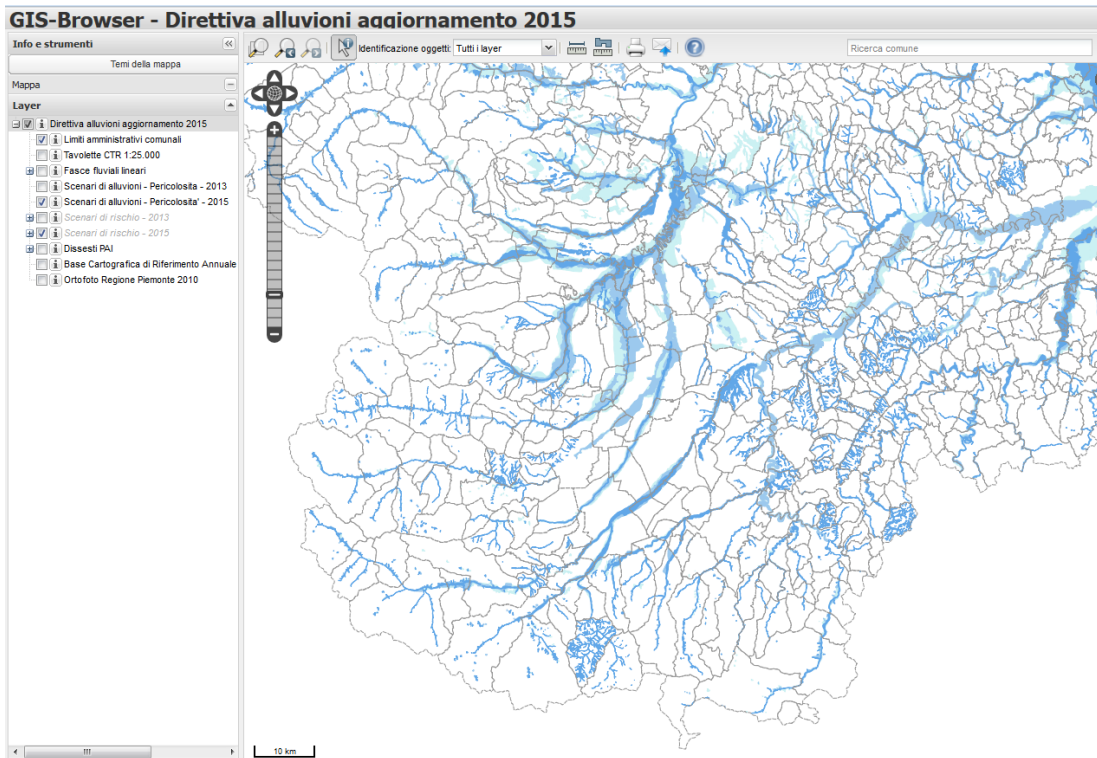 GIS-Browser - Direttiva alluvioni aggiornamento 2015
Info e strumenti
Temi della mappa
Mappa
Layer
Direttiva alluvioni aggiornamento 2015
Limiti amministrativi comunali
Tavolette CTR 1:25.000
Fasce fluviali lineari
Scenari di alluvioni - Pericolosita - 2013
Scenari di alluvioni - Pericolosita' - 2015
Scenari di rischio - 2013
Scenari di rischio - 2015
Dissesti PAI
Base Cartografica di Riferimento Annuale
Ortofoto Regione Piemonte 2010
Identificazione oggetti: Tutti i layer
Ricerca comune
10 km